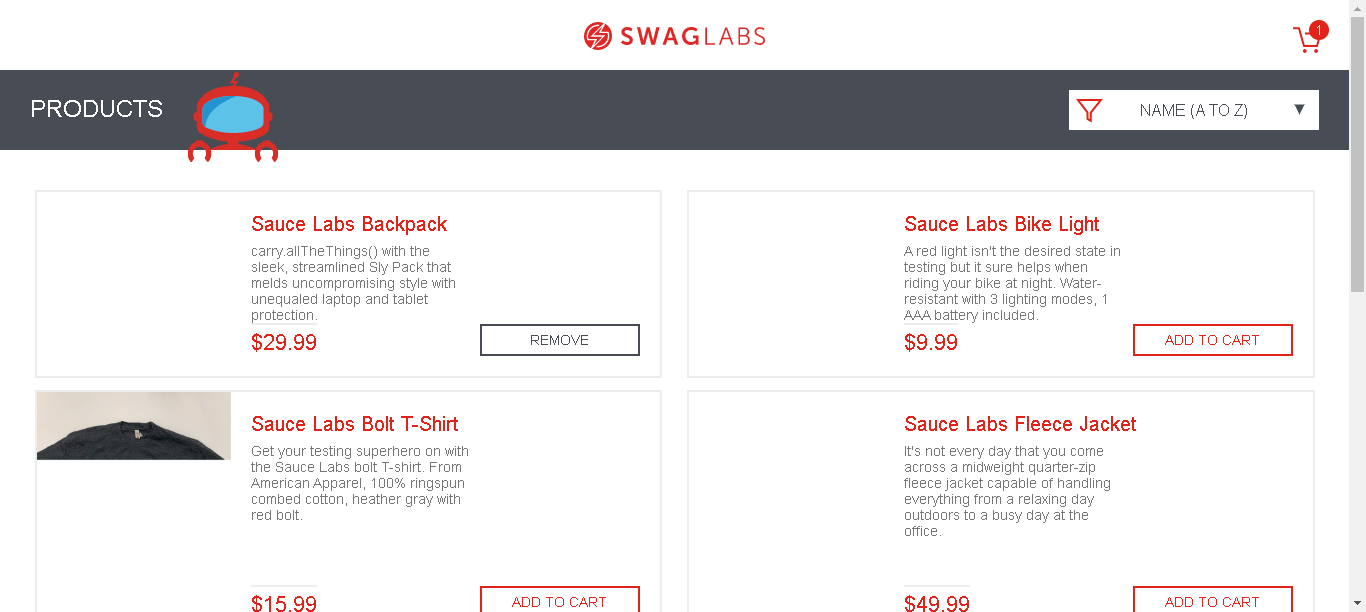 SWAGLABS
1
PRODUCTS
NAME (A TO Z)
Sauce Labs Backpack
carry.allTheThings() with the
sleek, streamlined Sly Pack that
melds uncompromising style with
unequaled laptop and tablet
protection.
$29.99
REMOVE
Sauce Labs Bike Light
A red light isn't the desired state in
testing but it sure helps when
riding your bike at night. Water-
resistant with 3 lighting modes, 1
AAA battery included.
$9.99
ADD TO CART
Sauce Labs Bolt T-Shirt
Get your testing superhero on with
the Sauce Labs bolt T-shirt. From
American Apparel, 100% ringspun
combed cotton, heather gray with
red bolt.
$15.99
ADD TO CART
Sauce Labs Fleece Jacket
It's not every day that you come
across a midweight quarter-zip
fleece jacket capable of handling
everything from a relaxing day
outdoors to a busy day at the
office.
$49.99
ADD TO CART